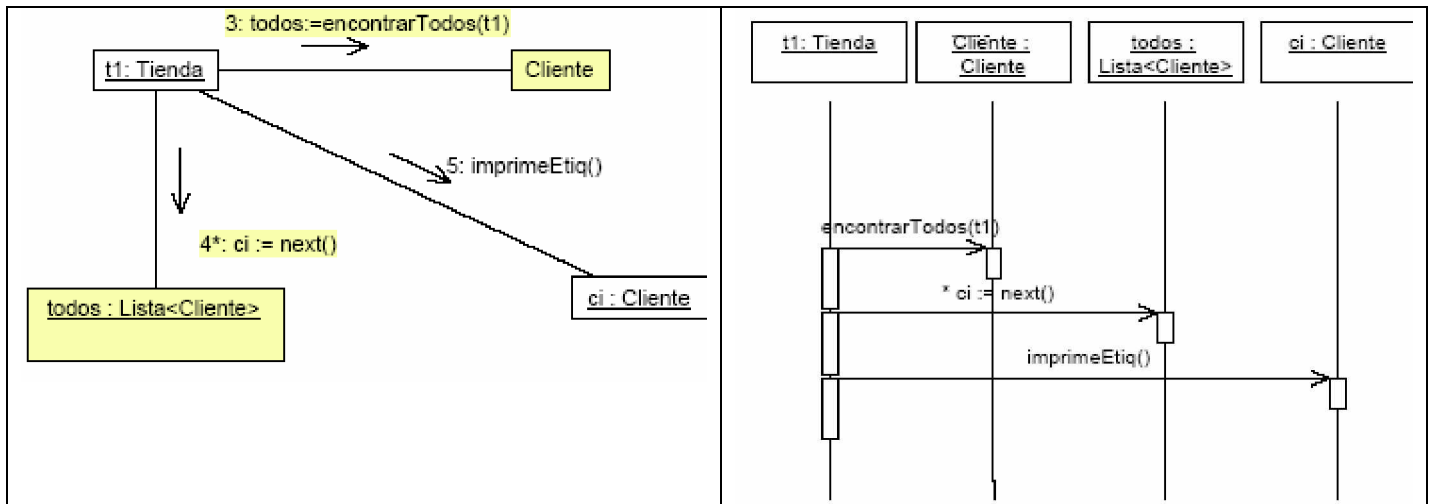 3: todos:=encontrarTodos(t1)
t1: Tienda
Cliente
5: imprimeEtiq()
4*: ci := next()
todos : Lista<Cliente>
ci : Cliente
t1: Tienda
Cliente :
Cliente
todos :
Lista<Cliente>
ci : Cliente
encontrarTodos(t1)
* ci := next()
imprimeEtiq()